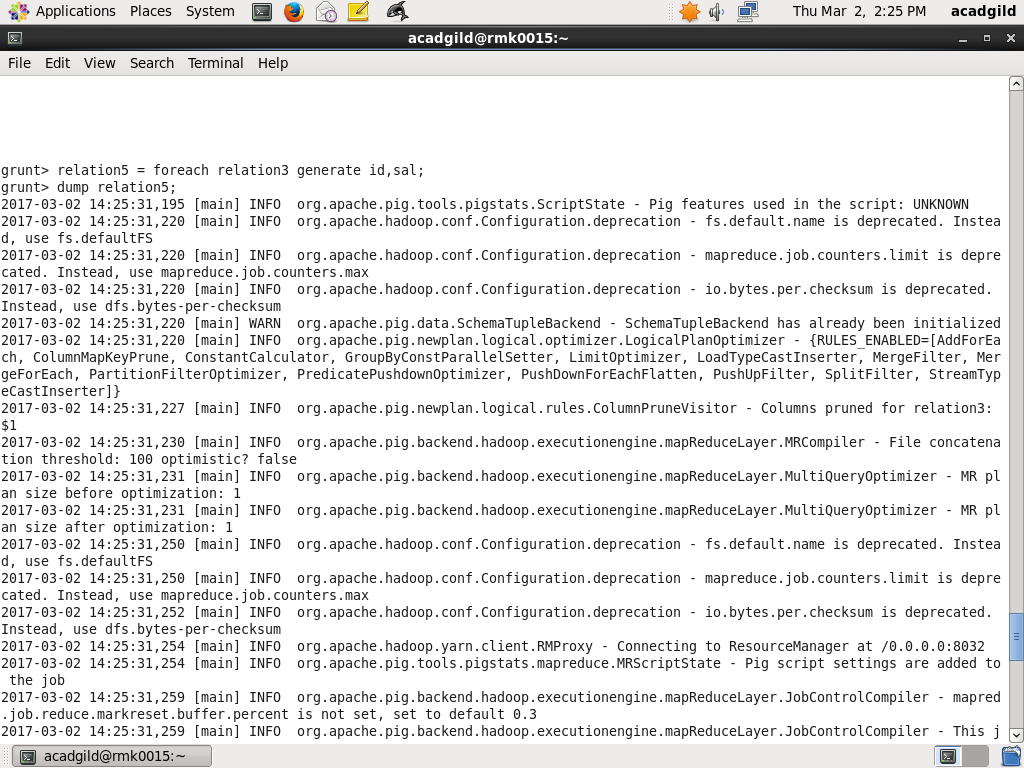 Applications Places System Thu Mar 2, 2:25 PM acadgild
acadgild@rmk0015:~
File Edit View Search Terminal Help
grunt> relation5 = foreach relation3 generate id,sal;
grunt> dump relation5;
2017-03-02 14:25:31,195 [main] INFO  org.apache.pig.tools.pigstats.ScriptState - Pig features used in the script: UNKNOWN
2017-03-02 14:25:31,220 [main] INFO  org.apache.hadoop.conf.Configuration.deprecation - fs.default.name is deprecated. Instea
d, use fs.defaultFS
2017-03-02 14:25:31,220 [main] INFO  org.apache.hadoop.conf.Configuration.deprecation - mapreduce.job.counters.limit is depre
cated. Instead, use mapreduce.job.counters.max
2017-03-02 14:25:31,220 [main] INFO  org.apache.hadoop.conf.Configuration.deprecation - io.bytes.per.checksum is deprecated.
Instead, use dfs.bytes-per-checksum
2017-03-02 14:25:31,220 [main] WARN  org.apache.pig.data.SchemaTupleBackend - SchemaTupleBackend has already been initialized
2017-03-02 14:25:31,220 [main] INFO  org.apache.pig.newplan.logical.optimizer.LogicalPlanOptimizer - {RULES_ENABLED=[AddForEa
ch, ColumnMapKeyPrune, ConstantCalculator, GroupByConstParallelSetter, LimitOptimizer, LoadTypeCastInserter, MergeFilter, Mer
geForEach, PartitionFilterOptimizer, PredicatePushdownOptimizer, PushDownForEachFlatten, PushUpFilter, SplitFilter, StreamTyp
eCastInserter]}
2017-03-02 14:25:31,227 [main] INFO  org.apache.pig.newplan.logical.rules.ColumnPruneVisitor - Columns pruned for relation3:
$1
2017-03-02 14:25:31,230 [main] INFO  org.apache.pig.backend.hadoop.executionengine.mapReduceLayer.MRCompiler - File concatena
tion threshold: 100 optimistic? false
2017-03-02 14:25:31,231 [main] INFO  org.apache.pig.backend.hadoop.executionengine.mapReduceLayer.MultiQueryOptimizer - MR pl
an size before optimization: 1
2017-03-02 14:25:31,231 [main] INFO  org.apache.pig.backend.hadoop.executionengine.mapReduceLayer.MultiQueryOptimizer - MR pl
an size after optimization: 1
2017-03-02 14:25:31,250 [main] INFO  org.apache.hadoop.conf.Configuration.deprecation - fs.default.name is deprecated. Instea
d, use fs.defaultFS
2017-03-02 14:25:31,250 [main] INFO  org.apache.hadoop.conf.Configuration.deprecation - mapreduce.job.counters.limit is depre
cated. Instead, use mapreduce.job.counters.max
2017-03-02 14:25:31,252 [main] INFO  org.apache.hadoop.conf.Configuration.deprecation - io.bytes.per.checksum is deprecated.
Instead, use dfs.bytes-per-checksum
2017-03-02 14:25:31,254 [main] INFO  org.apache.hadoop.yarn.client.RMProxy - Connecting to ResourceManager at /0.0.0.0:8032
2017-03-02 14:25:31,254 [main] INFO  org.apache.pig.tools.pigstats.mapreduce.MRScriptState - Pig script settings are added to
the job
2017-03-02 14:25:31,259 [main] INFO  org.apache.pig.backend.hadoop.executionengine.mapReduceLayer.JobControlCompiler - mapred
.job.reduce.markreset.buffer.percent is not set, set to default 0.3
2017-03-02 14:25:31,259 [main] INFO  org.apache.pig.backend.hadoop.executionengine.mapReduceLayer.JobControlCompiler - This j
acadgild@rmk0015:~